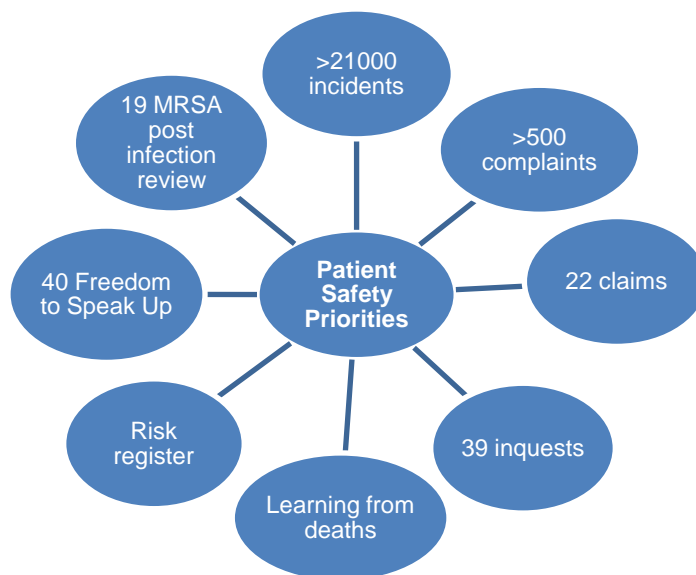 >21000
incidents
>500
complaints
22 claims
39 inquests
Learning from
deaths
Risk
register
40 Freedom
to Speak Up
19 MRSA
post
infection
review
Patient
Safety
Priorities